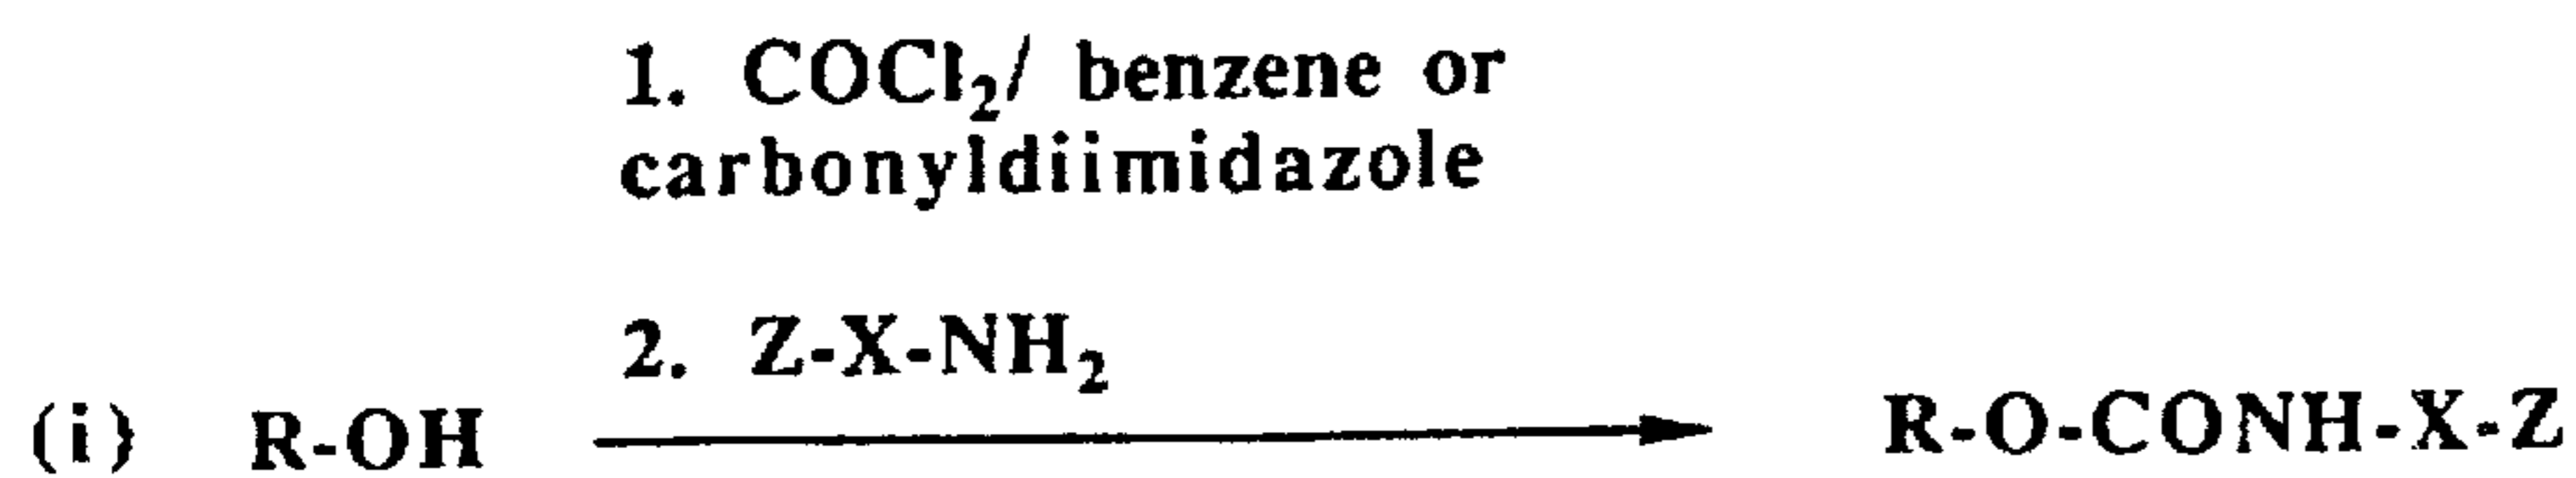 1. COCl₂/ benzene or
carbonyldiimidazole
2. Z-X-NH₂
(i) R-OH R-O-CONH-X-Z